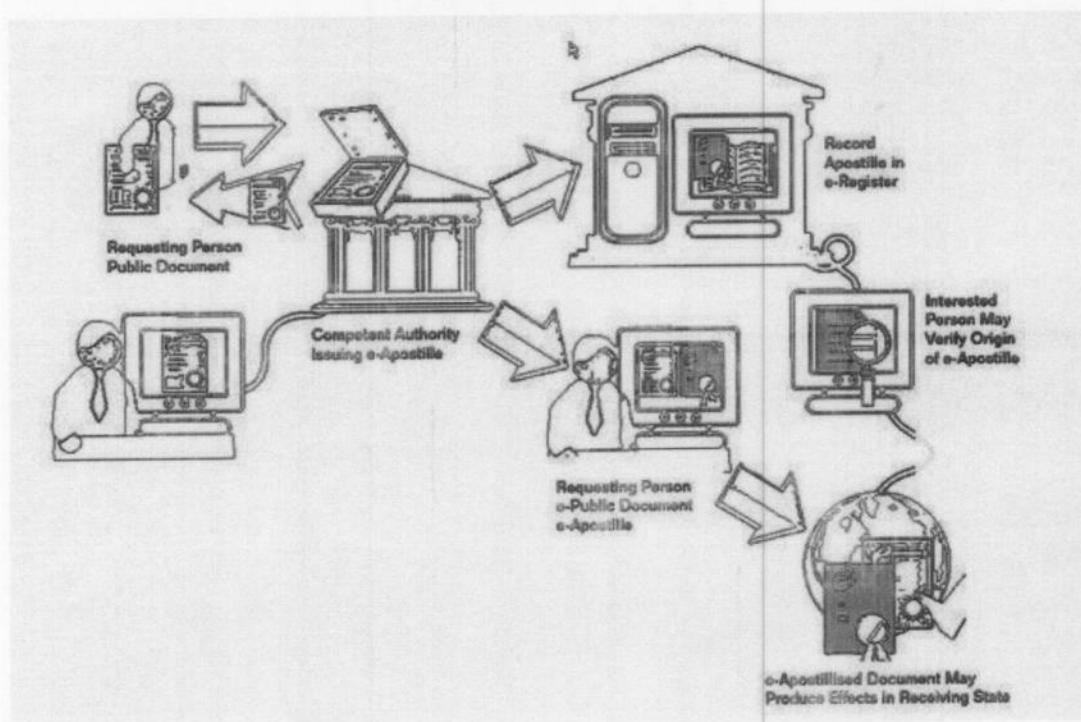 Requesting Person
Public Document
Competent Authority
Issuing e-Apostille
Record
Apostille in
e-Register
Interested
Person May
Verify Origin
of e-Apostille
Requesting Person
e-Public Document
e-Apostille
e-Apostillised Document May
Produce Effects in Receiving State